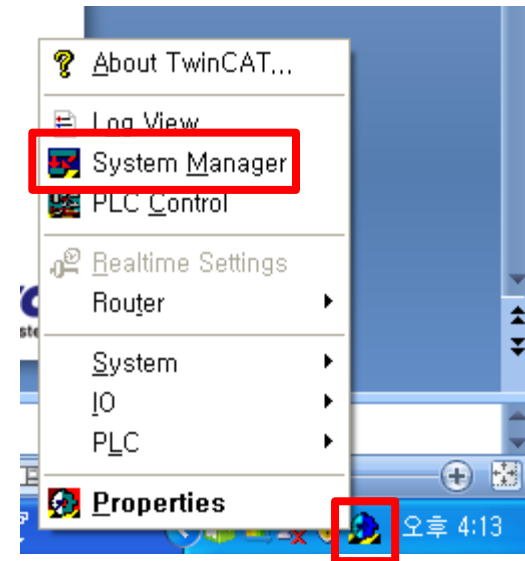 About TwinCAT...
Log View
System Manager
PLC Control
Realtime Settings
Router
System
IO
PLC
Properties
오후 4:13